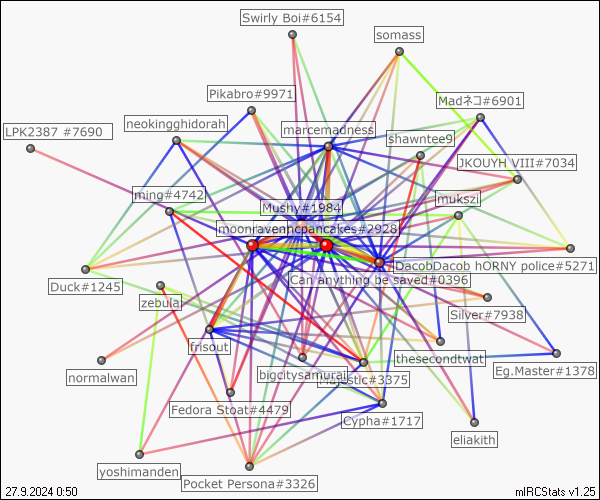 Swirly Boi#6154
somass
Pikabro#9971
Madネコ#6901
neokingghidorah
marcemadness
LPK2387 #7690
shawntee9
JKOUYH VIII#7034
ming#4742
mukszi
Mushy#1984
pancakes#2928
DacobDacob hORNY police#5271
Can anything be saved#0396
Duck#1245
zebula
Silver#7938
frisout
thesecondtwat
bigcitysamurai
Eg.Master#1378
normalwan
#3375
Fedora Stoat#4479
Cypha#1717
eliakith
yoshimanden
Pocket Persona#3326
27.9.2024 0:50
mIRCStats v1.25